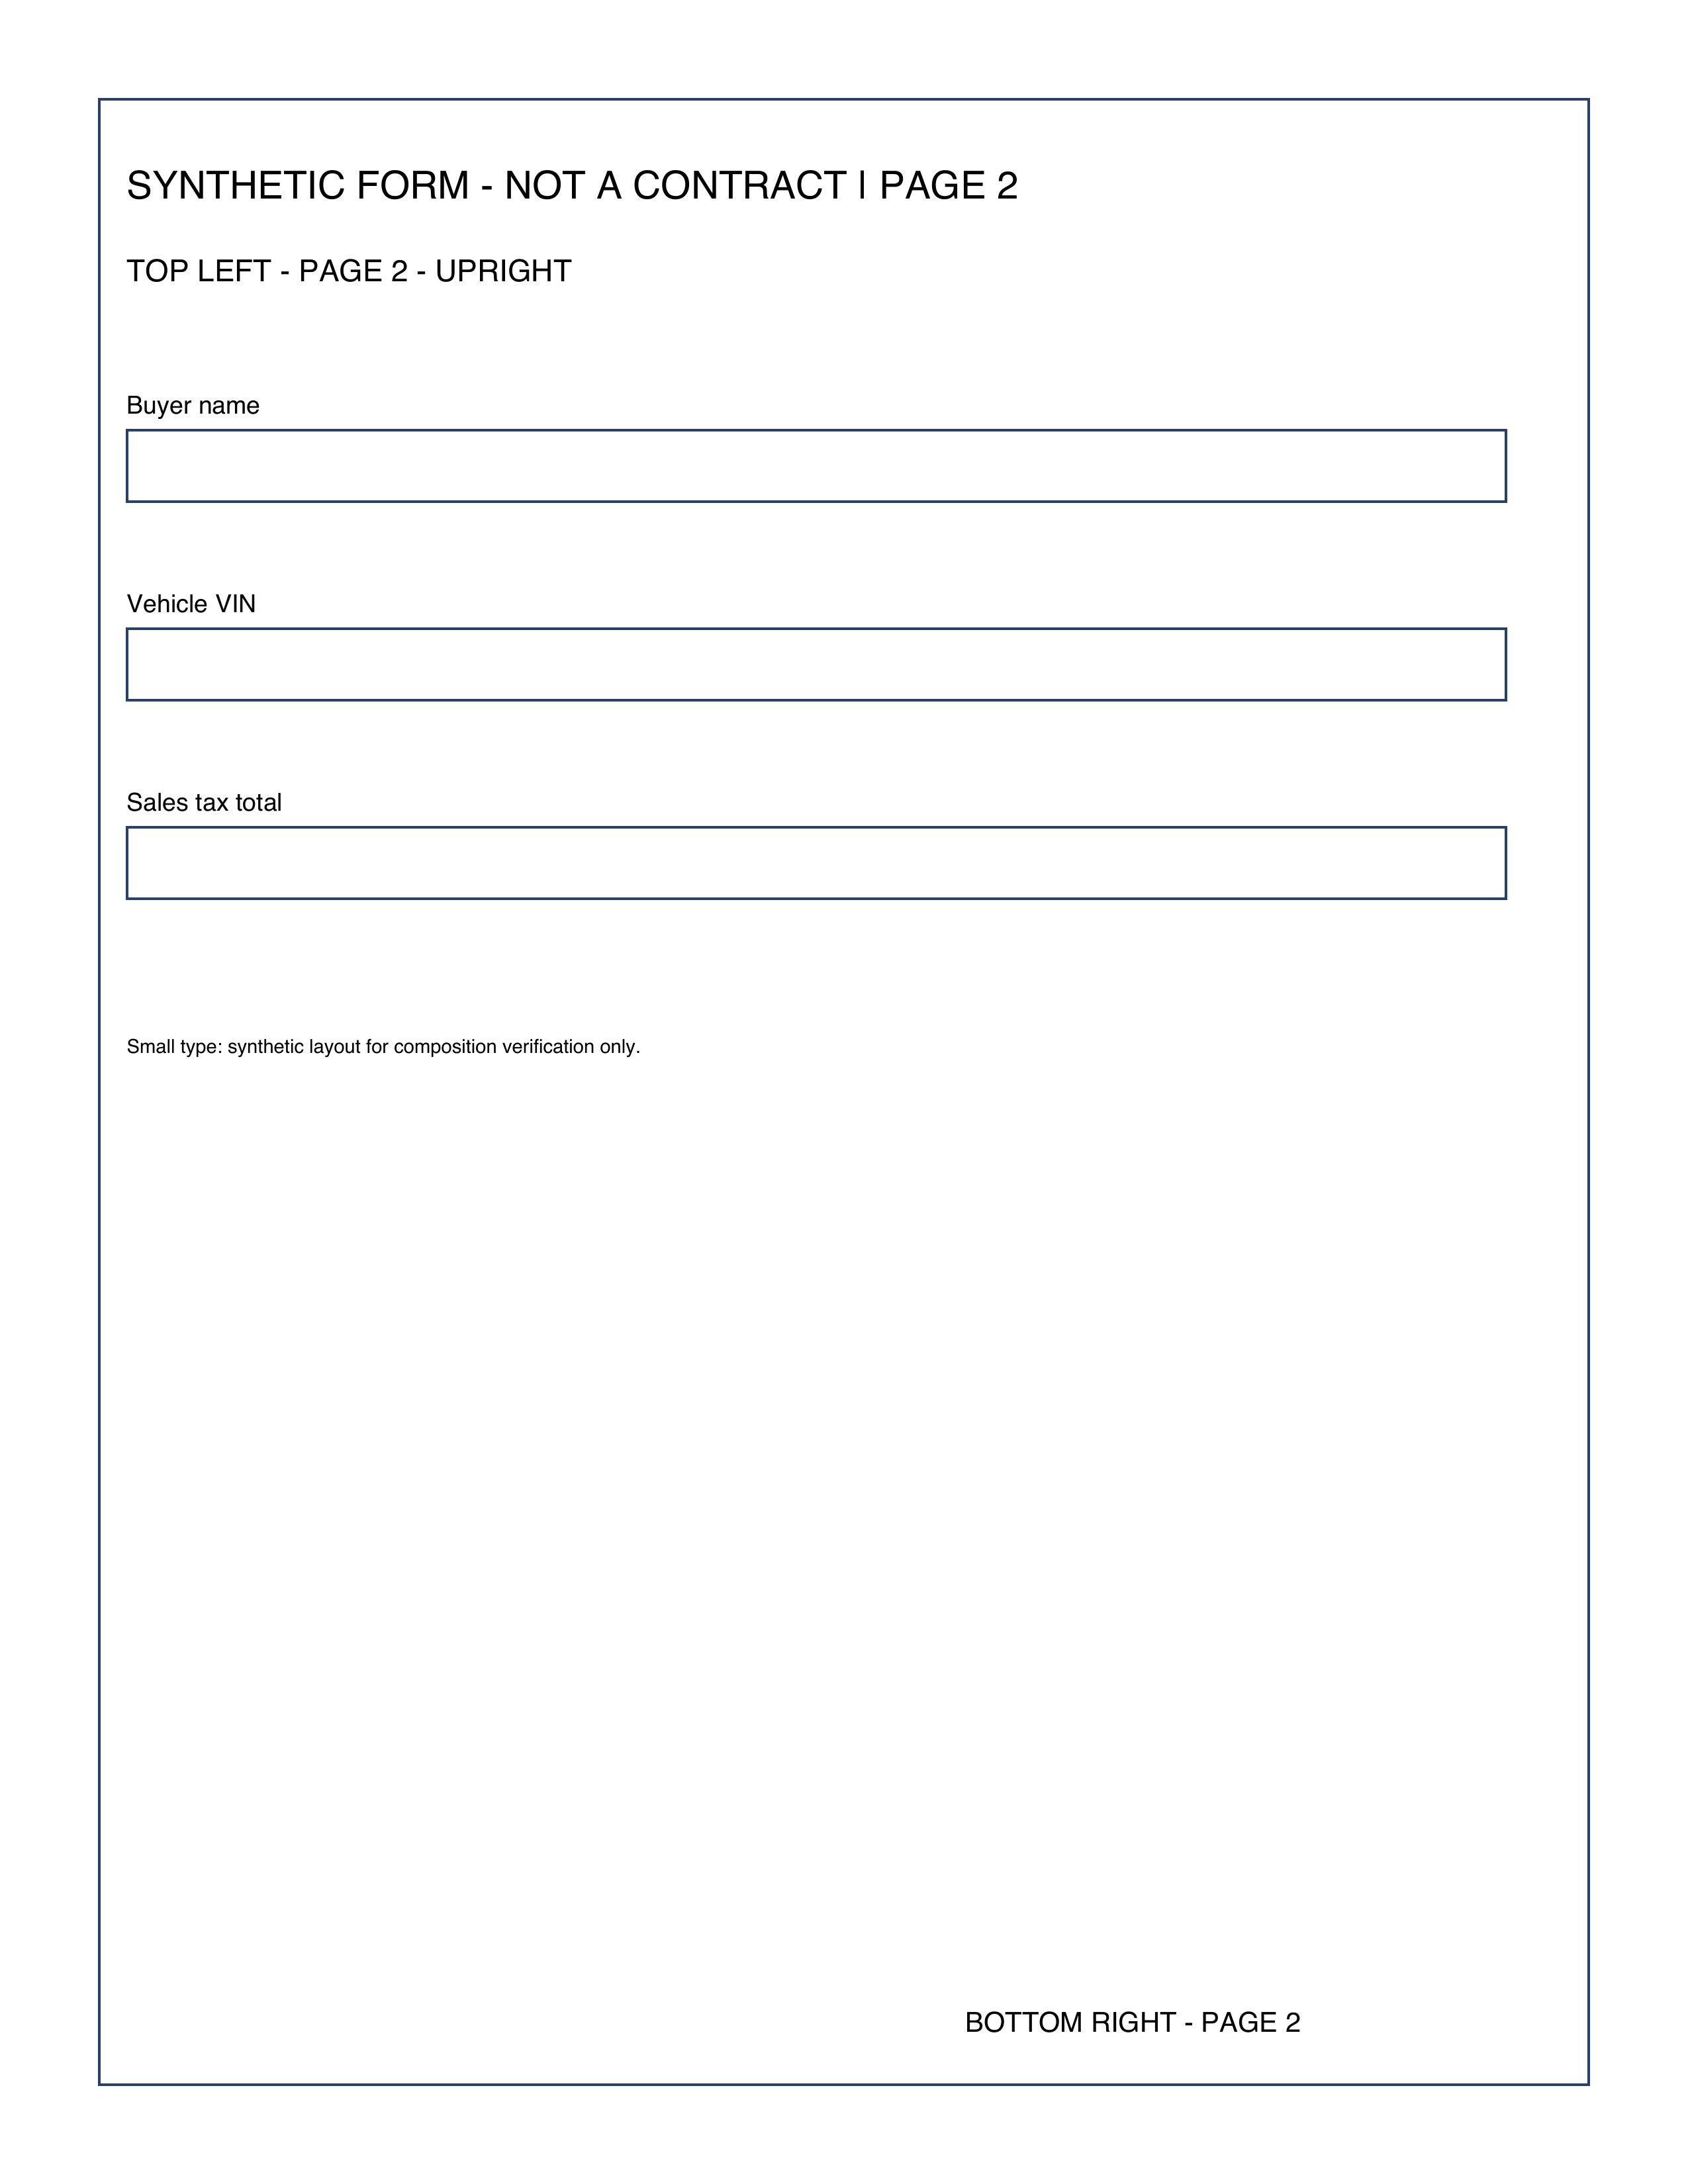 SYNTHETIC FORM - NOT A CONTRACT | PAGE 2
TOP LEFT - PAGE 2 - UPRIGHT
Buyer name
Vehicle VIN
Sales tax total
Small type: synthetic layout for composition verification only.
BOTTOM RIGHT - PAGE 2